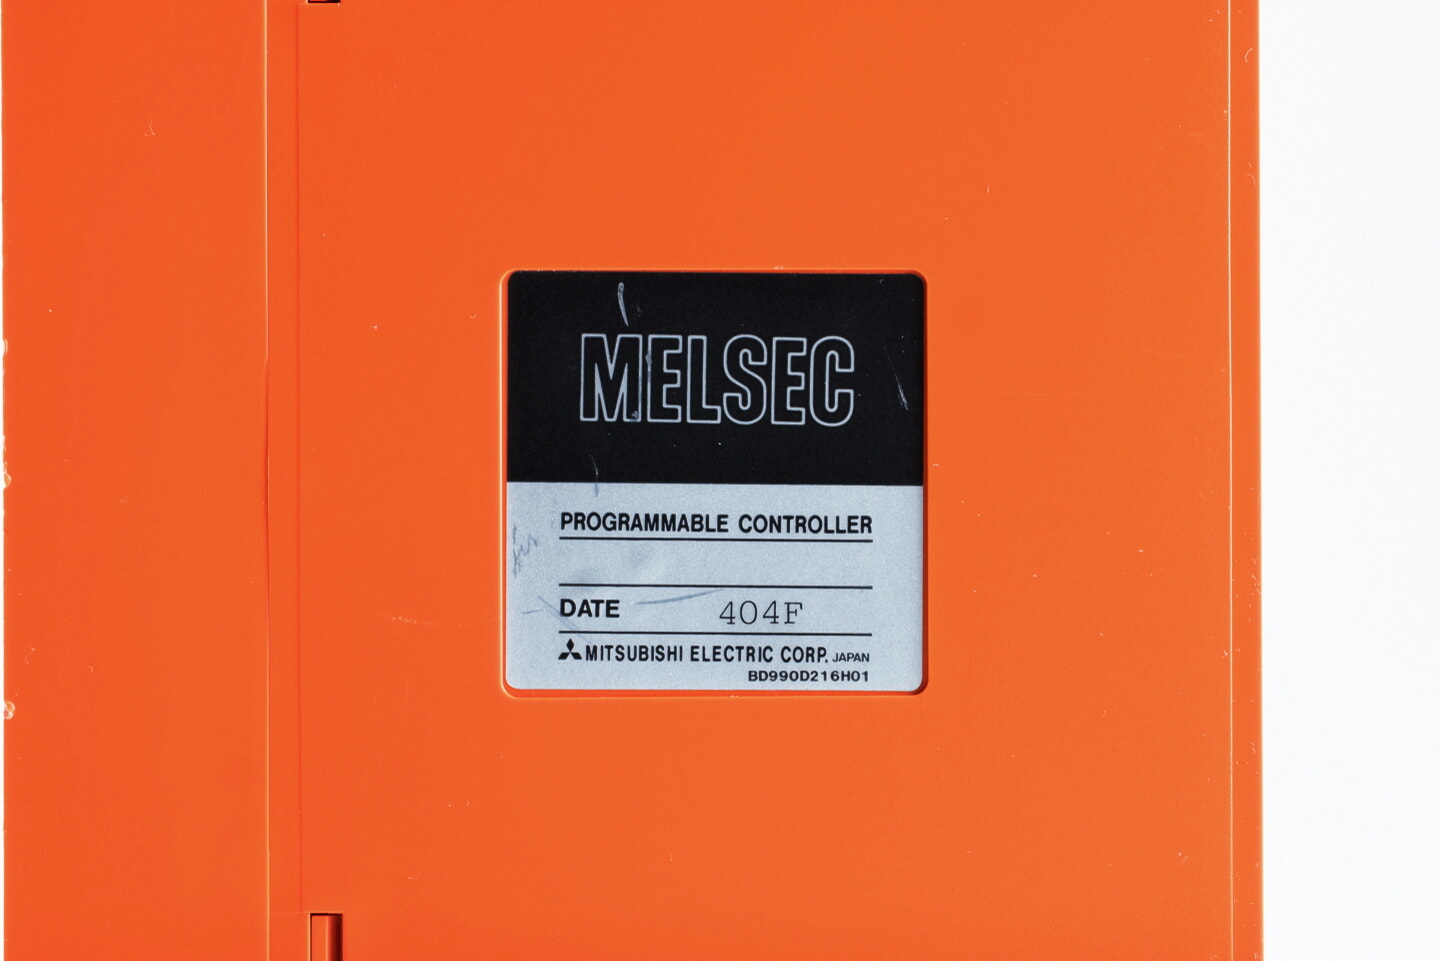 MELSEC
PROGRAMMABLE CONTROLLER
DATE 404F
MITSUBISHI ELECTRIC CORP. JAPAN
BD990D216H01